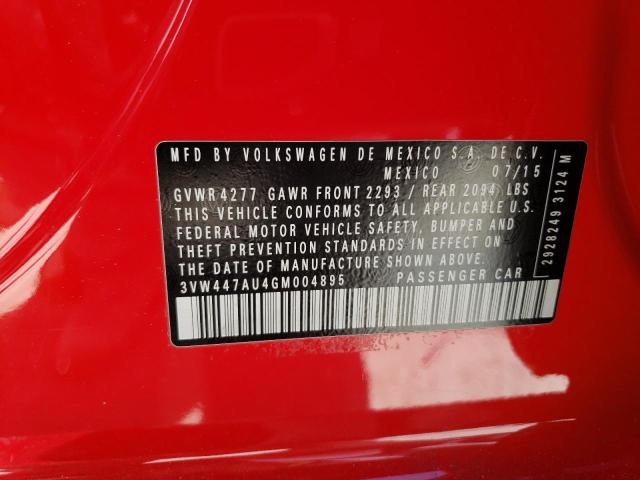 MFD BY VOLKSWAGEN DE MEXICO S.A. DE C.V.
MEXICO 07/15
GVWR 4277 GAWR FRONT 2293 / REAR 2094 LBS
THIS VEHICLE CONFORMS TO ALL APPLICABLE U.S.
FEDERAL MOTOR VEHICLE SAFETY, BUMPER AND
THEFT PREVENTION STANDARDS IN EFFECT ON
THE DATE OF MANUFACTURE SHOWN ABOVE.
3VW447AU4GM004895 PASSENGER CAR
2928249 3124 M